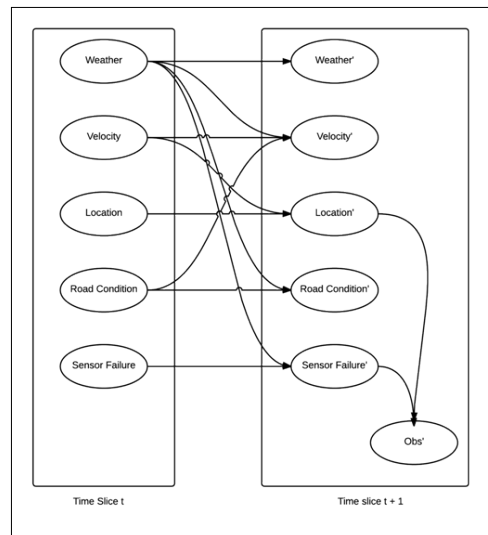 Weather
Weather'
Velocity
Velocity'
Location
Location'
Road Condition
Road Condition'
Sensor Failure
Sensor Failure'
Obs'
Time Slice t
Time slice t + 1